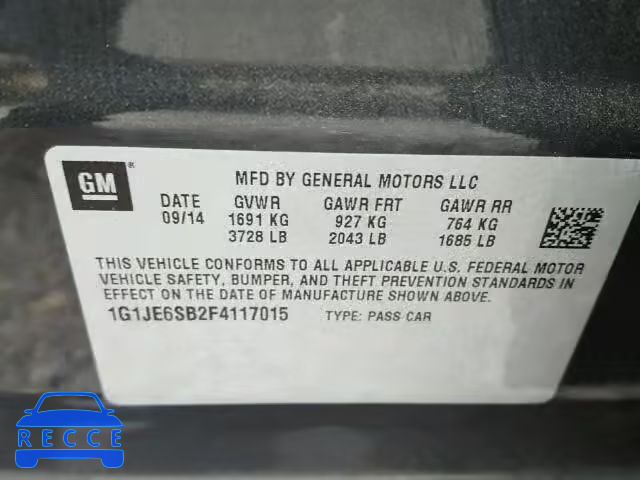 GM
MFD BY GENERAL MOTORS LLC
DATE GVWR GAWR FRT GAWR RR
09/14 1691 KG 927 KG 764 KG
3728 LB 2043 LB 1685 LB
THIS VEHICLE CONFORMS TO ALL APPLICABLE U.S. FEDERAL MOTOR
VEHICLE SAFETY, BUMPER, AND THEFT PREVENTION STANDARDS IN
EFFECT ON THE DATE OF MANUFACTURE SHOWN ABOVE.
1G1JE6SB2F4117015 TYPE: PASS CAR
RECCE